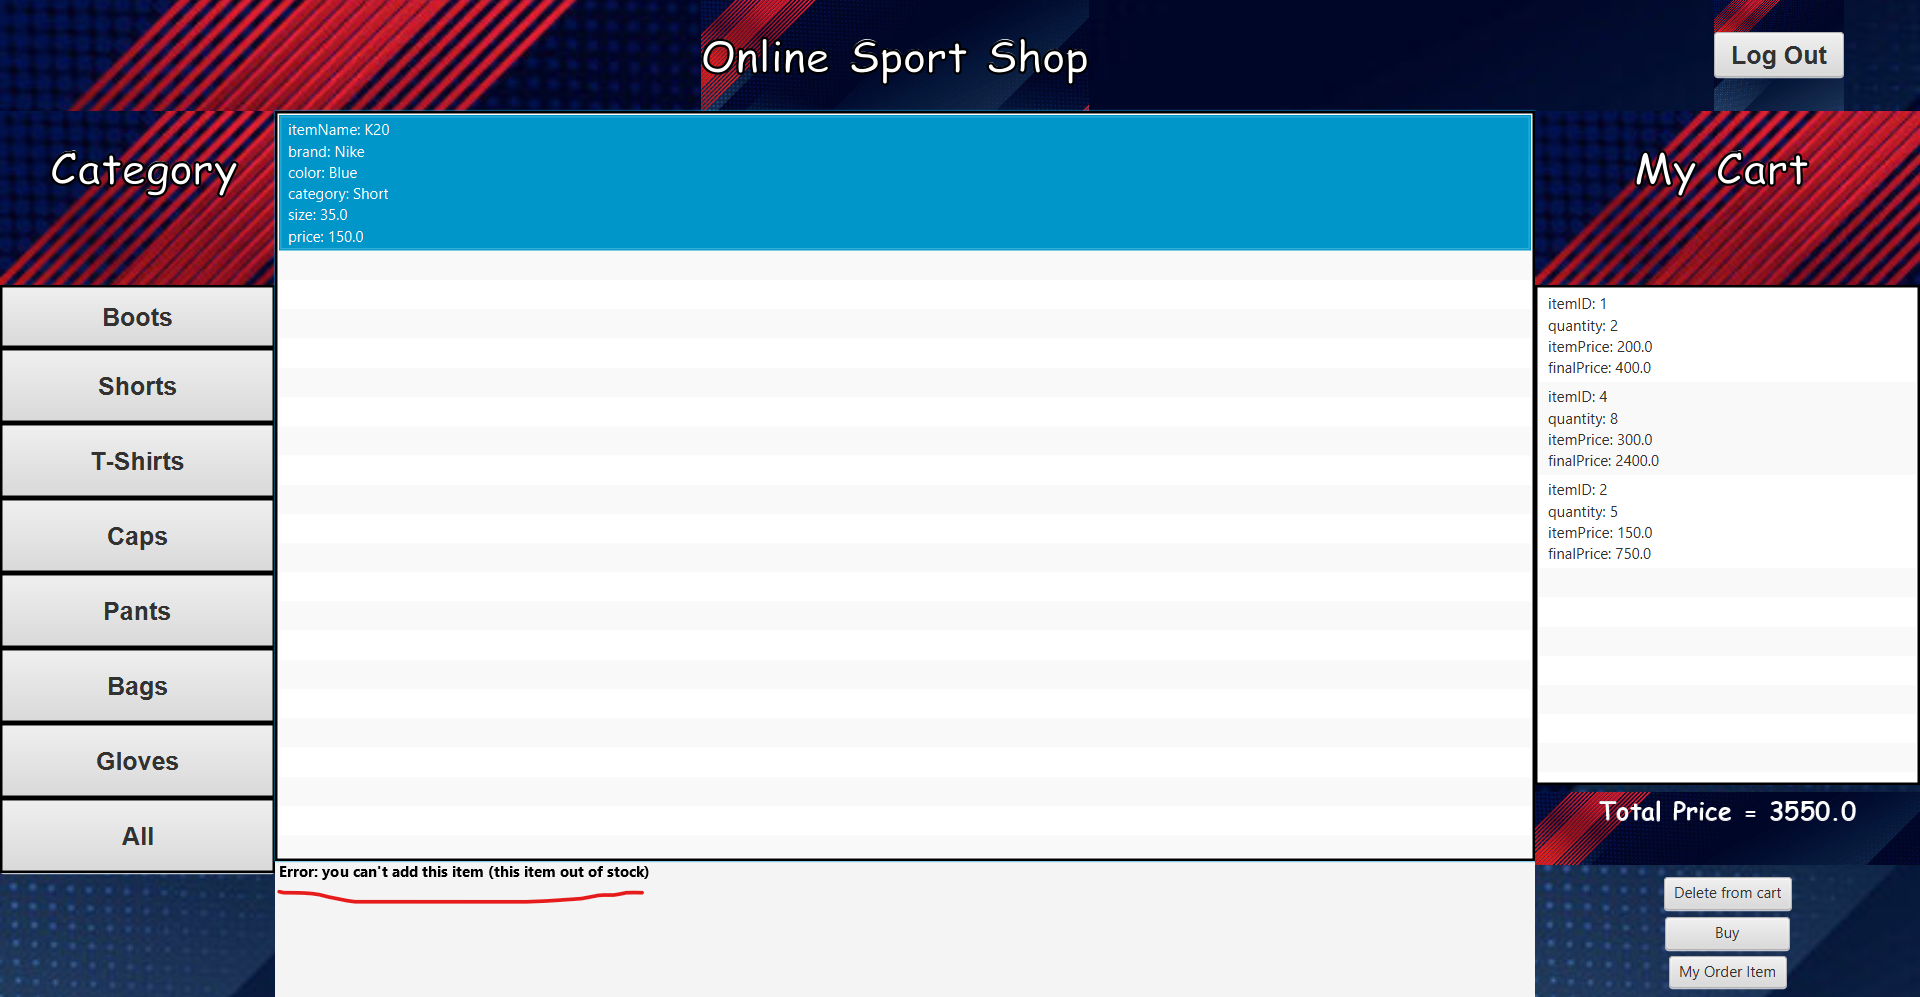 Online Sport Shop
Log Out
Category
Boots
Shorts
T-Shirts
Caps
Pants
Bags
Gloves
All
itemName: K20
brand: Nike
color: Blue
category: Short
size: 35.0
price: 150.0
Error: you can't add this item (this item out of stock)
My Cart
itemID: 1
quantity: 2
itemPrice: 200.0
finalPrice: 400.0
itemID: 4
quantity: 8
itemPrice: 300.0
finalPrice: 2400.0
itemID: 2
quantity: 5
itemPrice: 150.0
finalPrice: 750.0
Total Price = 3550.0
Delete from cart
Buy
My Order Item